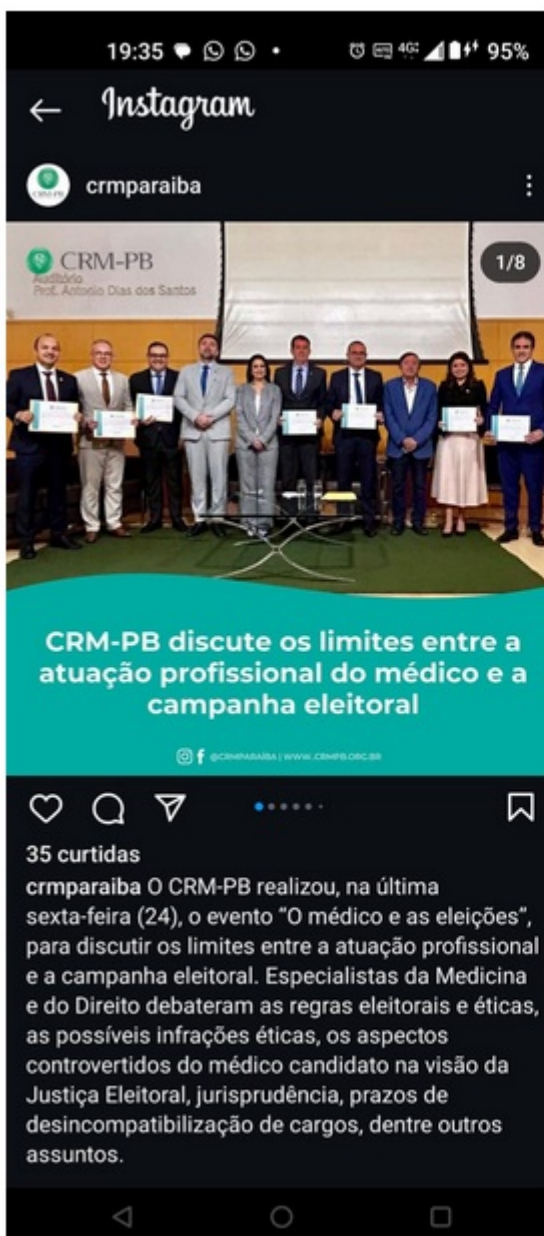 19:35
4G 95%
Instagram
crmparaiba
CRM-PB
Auditório
Prof. Antonio Dias dos Santos
1/8
CRM-PB discute os limites entre a
atuação profissional do médico e a
campanha eleitoral
@CRMPARAIBA | WWW.CRMPB.ORG.BR
35 curtidas
crmparaiba O CRM-PB realizou, na última
sexta-feira (24), o evento “O médico e as eleições”,
para discutir os limites entre a atuação profissional
e a campanha eleitoral. Especialistas da Medicina
e do Direito debateram as regras eleitorais e éticas,
as possíveis infrações éticas, os aspectos
controvertidos do médico candidato na visão da
Justiça Eleitoral, jurisprudência, prazos de
desincompatibilização de cargos, dentre outros
assuntos.